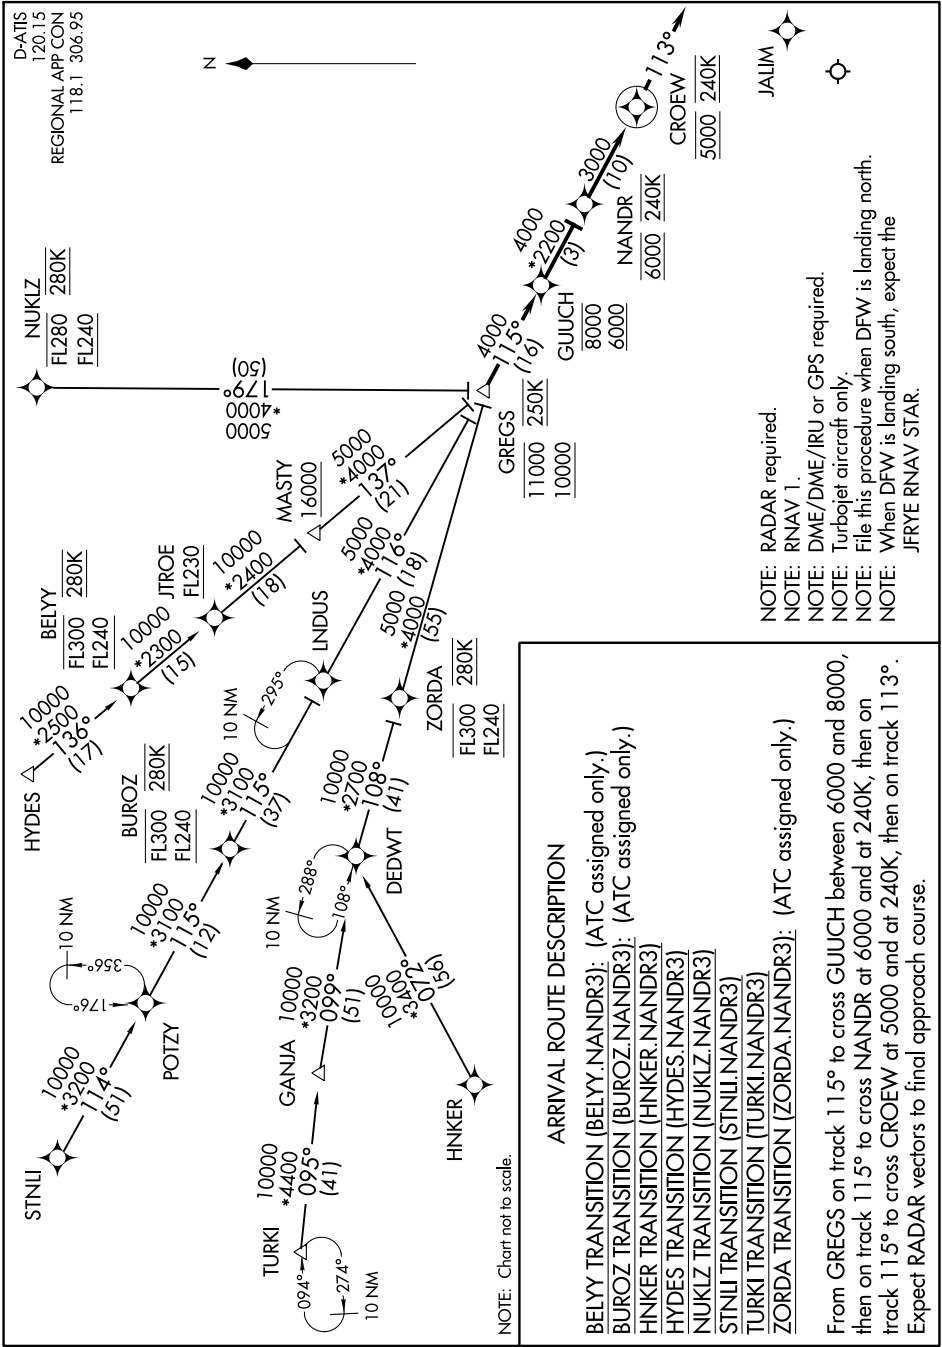 D-ATIS
120.15
REGIONAL APP CON
118.1 306.95
N
NUKLZ
FL280 280K
FL240
5000
*4000
179°
(50)
HYDES
10000
*2500
136°
(17)
BELYY
FL300 280K
FL240
10000
*2300
(15)
JTROE
FL230
10000
*2400
(18)
MASTY
16000
5000
*4000
137°
(21)
STNLI
10000
*3200
114°
(51)
POTZY
10 NM
356°
176°
10000
*3100
115°
(12)
BUROZ
FL300 280K
FL240
10000
*3100
115°
(37)
LNDUS
10 NM
295°
5000
*4000
116°
(18)
TURKI
094°
274°
10 NM
10000
*4400
095°
(41)
GANJA
10000
*3200
099°
(51)
HNKER
10000
*3400
072°
(56)
DEDWT
10 NM
288°
108°
10000
*2700
108°
(41)
ZORDA
FL300 280K
FL240
5000
*4000
(55)
GREGS
11000 250K
10000
4000
115°
(16)
GUUCH
8000
6000
4000
*2200
(3)
NANDR
6000 240K
3000
(10)
CROEW
5000 240K
113°
JALIM
NOTE: Chart not to scale.
NOTE: RADAR required.
NOTE: RNAV 1.
NOTE: DME/DME/IRU or GPS required.
NOTE: Turbojet aircraft only.
NOTE: File this procedure when DFW is landing north.
NOTE: When DFW is landing south, expect the
JFRYE RNAV STAR.
ARRIVAL ROUTE DESCRIPTION
BELYY TRANSITION (BELYY.NANDR3): (ATC assigned only.)
BUROZ TRANSITION (BUROZ.NANDR3): (ATC assigned only.)
HNKER TRANSITION (HNKER.NANDR3)
HYDES TRANSITION (HYDES.NANDR3)
NUKLZ TRANSITION (NUKLZ.NANDR3)
STNLI TRANSITION (STNLI.NANDR3)
TURKI TRANSITION (TURKI.NANDR3)
ZORDA TRANSITION (ZORDA.NANDR3): (ATC assigned only.)
From GREGS on track 115° to cross GUUCH between 6000 and 8000,
then on track 115° to cross NANDR at 6000 and at 240K, then on
track 115° to cross CROEW at 5000 and at 240K, then on track 113°.
Expect RADAR vectors to final approach course.